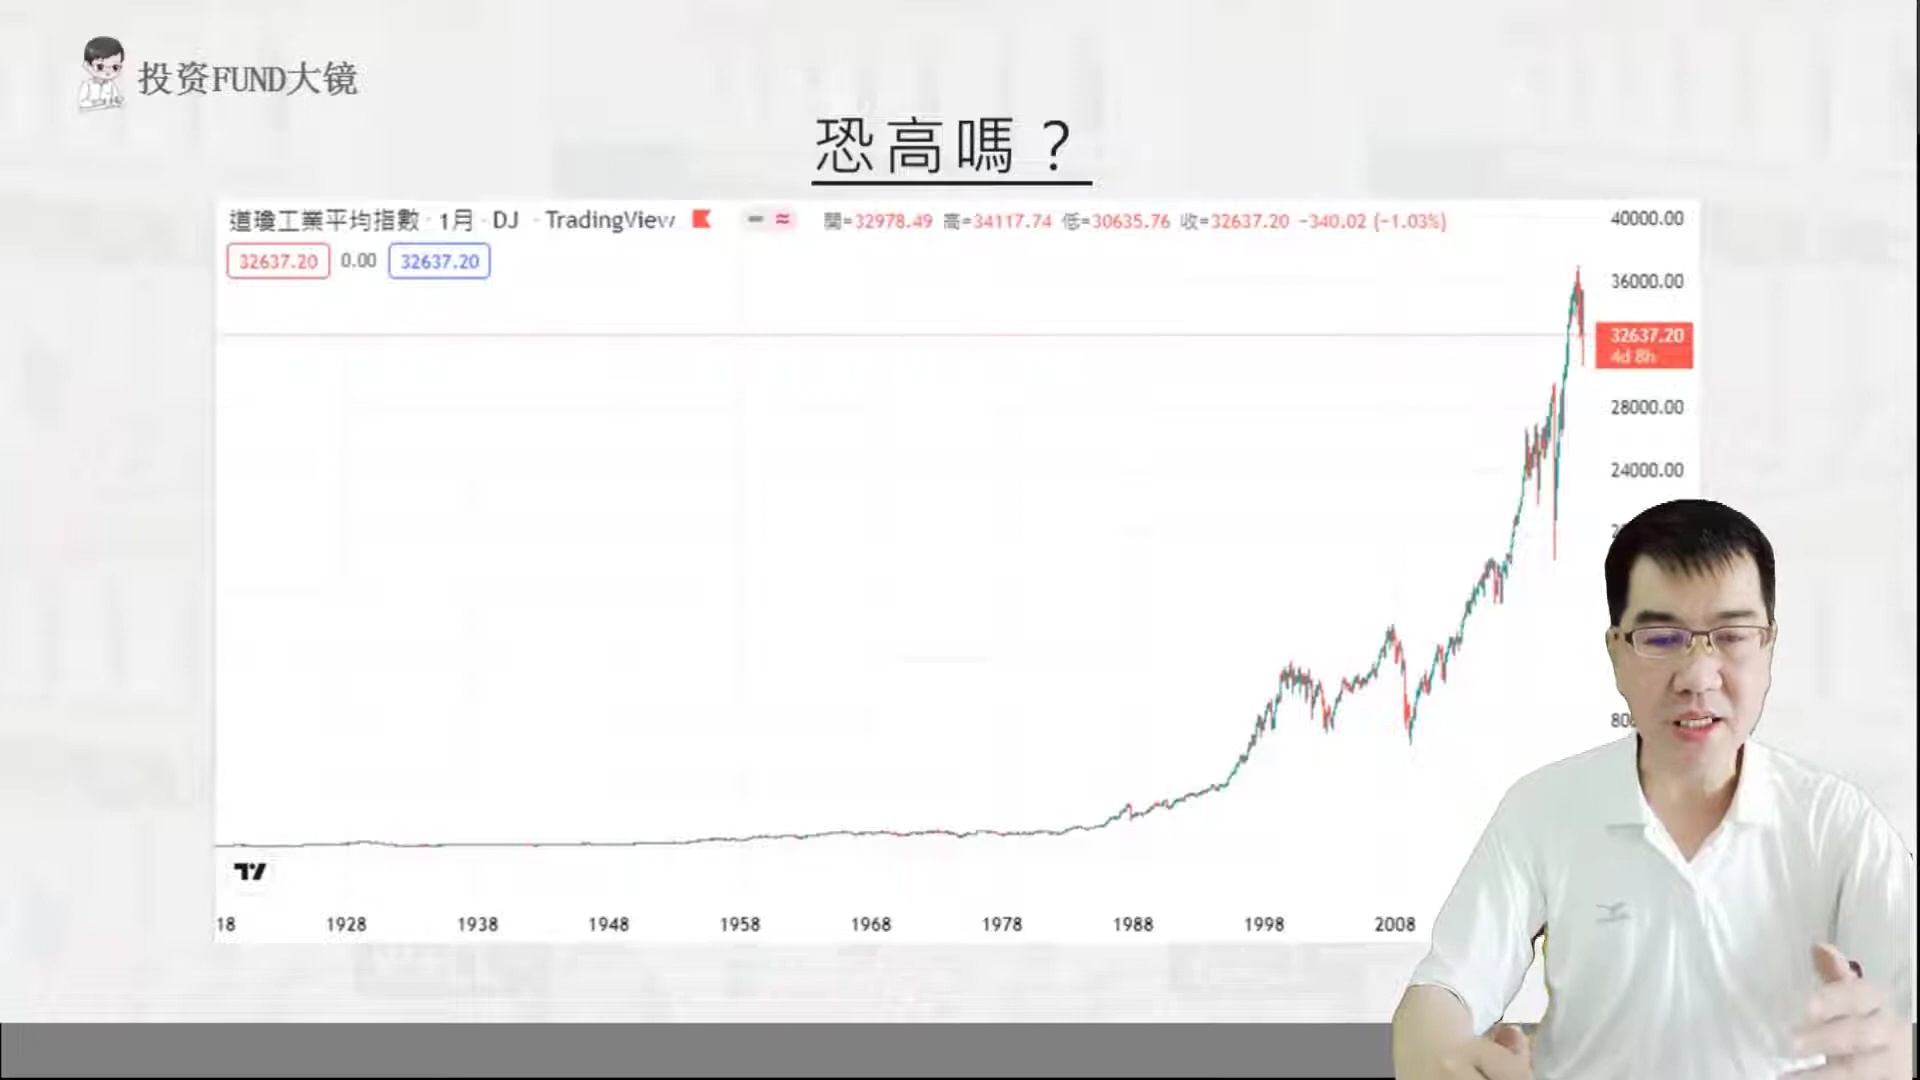 投资FUND大镜
恐高嗎？
道瓊工業平均指數 · 1月 · DJ · TradingView 開=32978.49 高=34117.74 低=30635.76 收=32637.20 −340.02 (−1.03%)
32637.20 0.00 32637.20
40000.00
36000.00
32637.20
4d 8h
28000.00
24000.00
18 1928 1938 1948 1958 1968 1978 1988 1998 2008